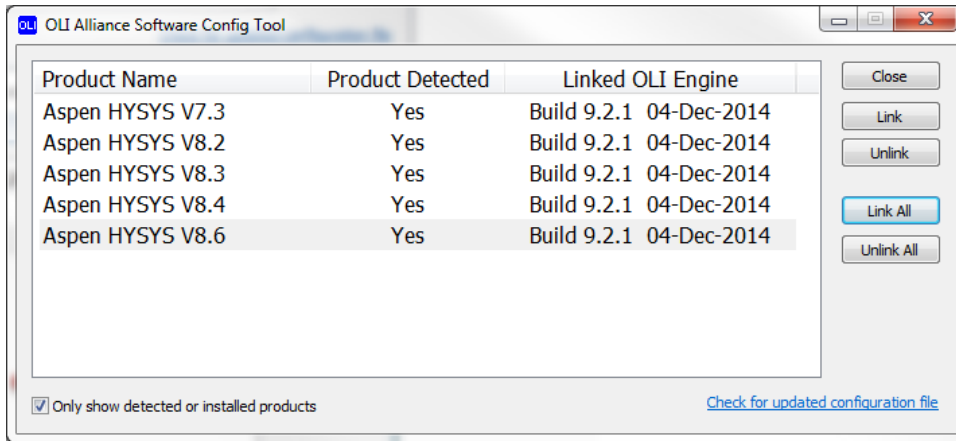 OLI OLI Alliance Software Config Tool
Product Name Product Detected Linked OLI Engine
Aspen HYSYS V7.3 Yes Build 9.2.1 04-Dec-2014
Aspen HYSYS V8.2 Yes Build 9.2.1 04-Dec-2014
Aspen HYSYS V8.3 Yes Build 9.2.1 04-Dec-2014
Aspen HYSYS V8.4 Yes Build 9.2.1 04-Dec-2014
Aspen HYSYS V8.6 Yes Build 9.2.1 04-Dec-2014
Close
Link
Unlink
Link All
Unlink All
Only show detected or installed products
Check for updated configuration file